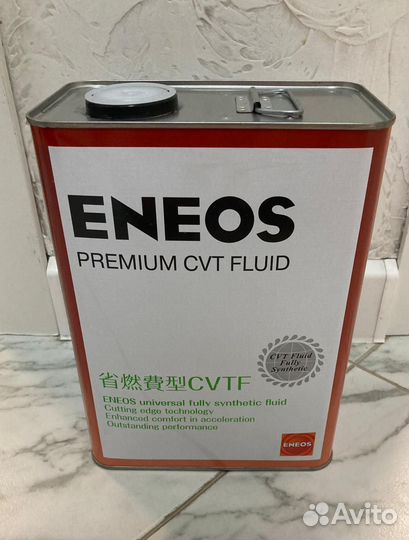 ENEOS
PREMIUM CVT FLUID
CVT Fluid
Fully
Synthetic
省燃費型CVTF
ENEOS universal fully synthetic fluid
Cutting edge technology
Enhanced comfort in acceleration
Outstanding performance
ENEOS
Avito